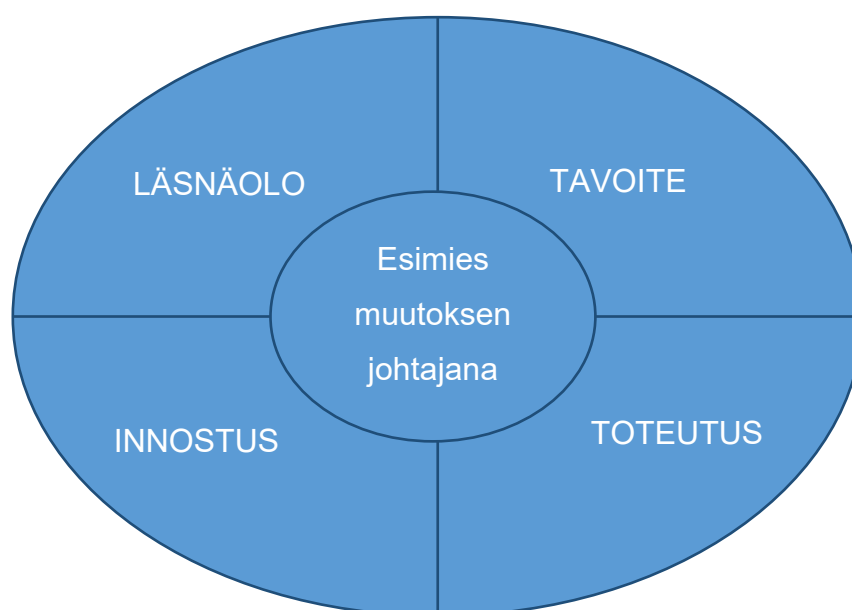 LÄSNÄOLO
TAVOITE
Esimies
muutoksen
johtajana
INNOSTUS
TOTEUTUS